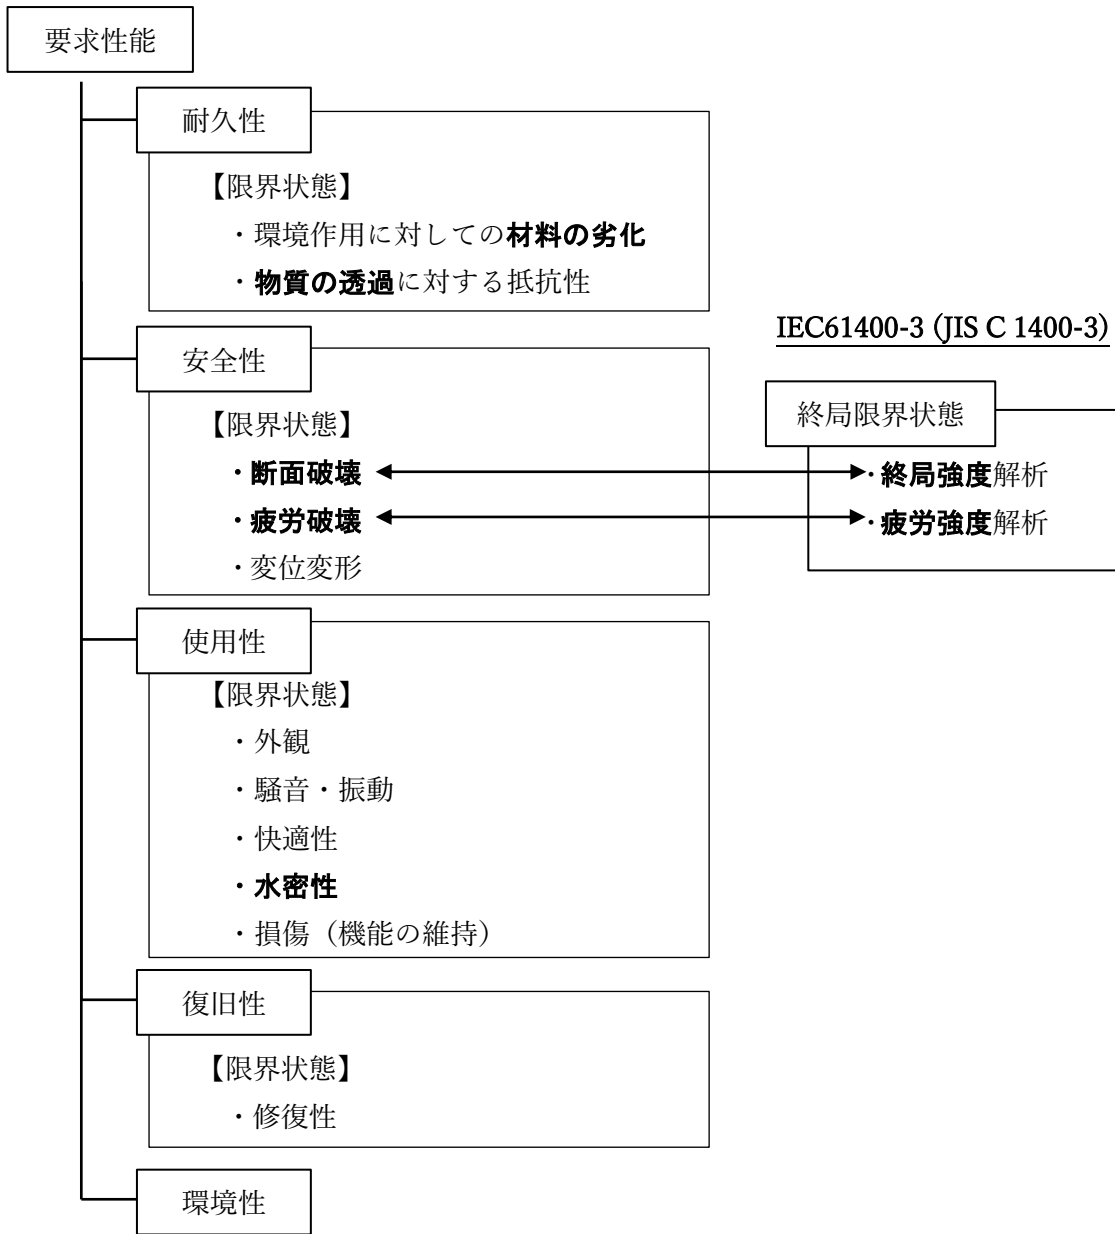 要求性能
耐久性
【限界状態】
・環境作用に対しての材料の劣化
・物質の透過に対する抵抗性
安全性
【限界状態】
・断面破壊
・疲労破壊
・変位変形
IEC61400-3 (JIS C 1400-3)
終局限界状態
・終局強度解析
・疲労強度解析
使用性
【限界状態】
・外観
・騒音・振動
・快適性
・水密性
・損傷（機能の維持）
復旧性
【限界状態】
・修復性
環境性